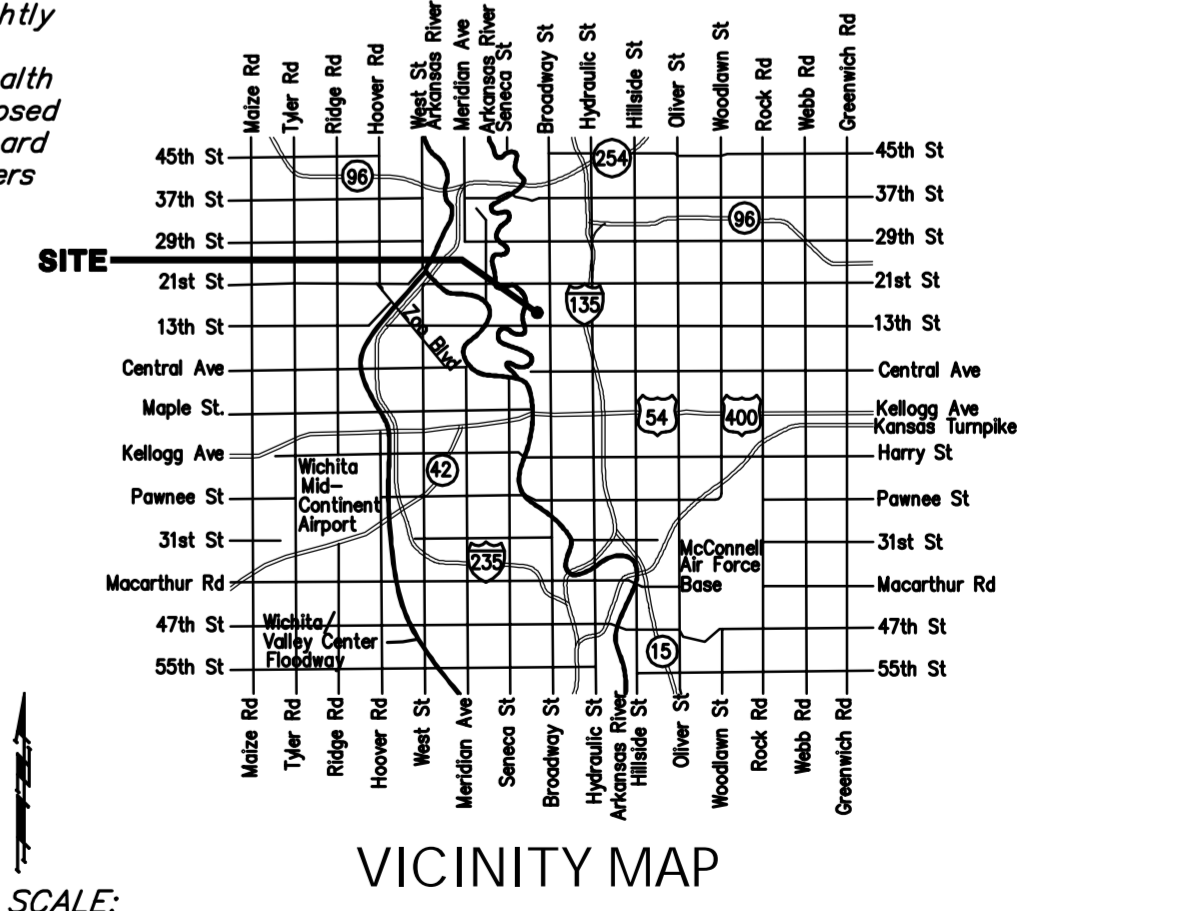 htly
alth
osed
ard
ers
Maize Rd
Tyler Rd
Ridge Rd
Hoover Rd
West St
Arkansas River
Meridian Ave
Arkansas River
Seneca St
Broadway St
Hydraulic St
Hillside St
Oliver St
Woodlawn St
Rock Rd
Webb Rd
Greenwich Rd
45th St
254
45th St
96
37th St
37th St
96
29th St
29th St
SITE
21st St
21st St
135
13th St
13th St
Zoo Blvd
Central Ave
Central Ave
Maple St.
54
400
Kellogg Ave
Kansas Turnpike
Kellogg Ave
Harry St
42
Wichita
Mid-
Continent
Airport
Pawnee St
Pawnee St
31st St
31st St
McConnell
Air Force
Base
235
Macarthur Rd
Macarthur Rd
47th St
47th St
Wichita/
Valley Center
Floodway
15
55th St
55th St
Maize Rd
Tyler Rd
Ridge Rd
Hoover Rd
West St
Meridian Ave
Seneca St
Broadway St
Hydraulic St
Arkansas River
Hillside St
Oliver St
Woodlawn St
Rock Rd
Webb Rd
Greenwich Rd
VICINITY MAP
SCALE: